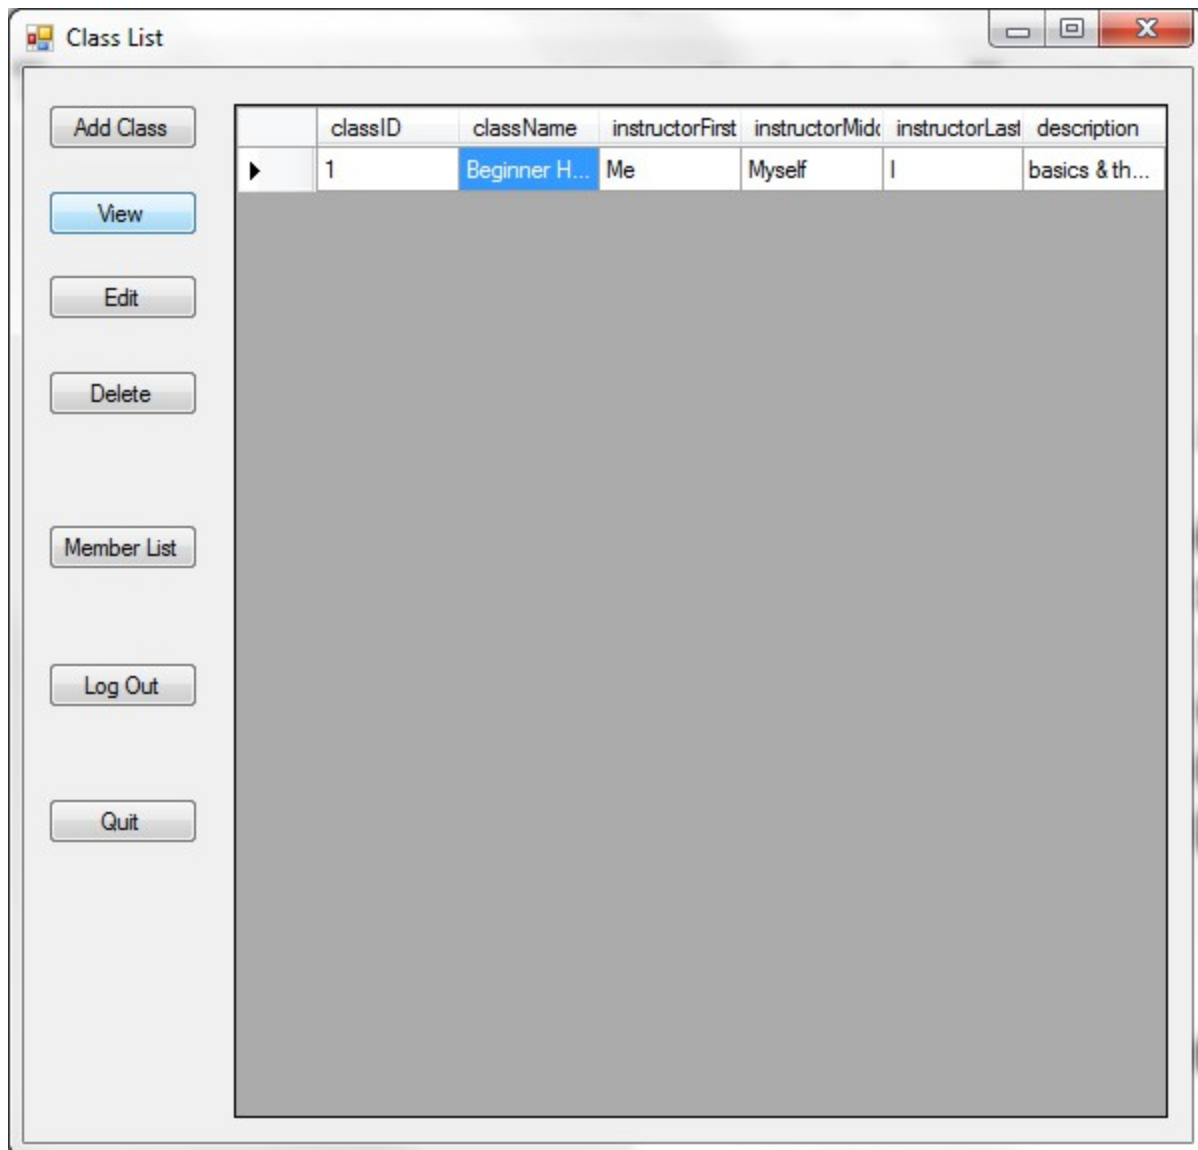 Class List
Add Class
View
Edit
Delete
Member List
Log Out
Quit
classID className instructorFirst instructorMidc instructorLast description
1 Beginner H... Me Myself I basics & th...